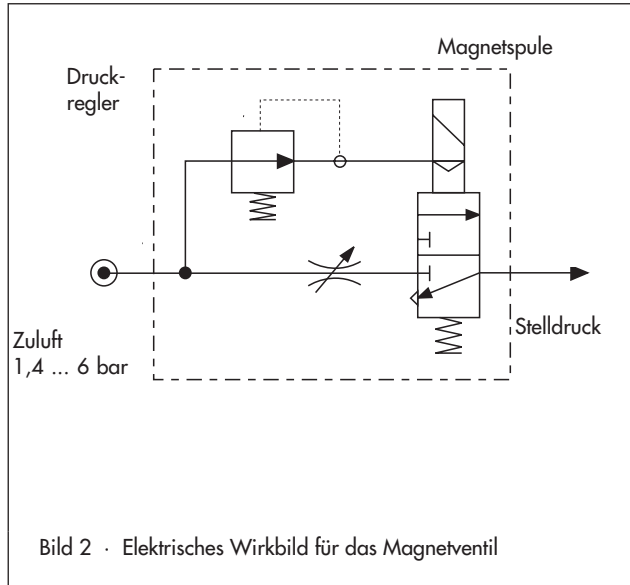 Magnetspule
Druck-
regler
Zuluft
1,4 ... 6 bar
Stelldruck
Bild 2 · Elektrisches Wirkbild für das Magnetventil